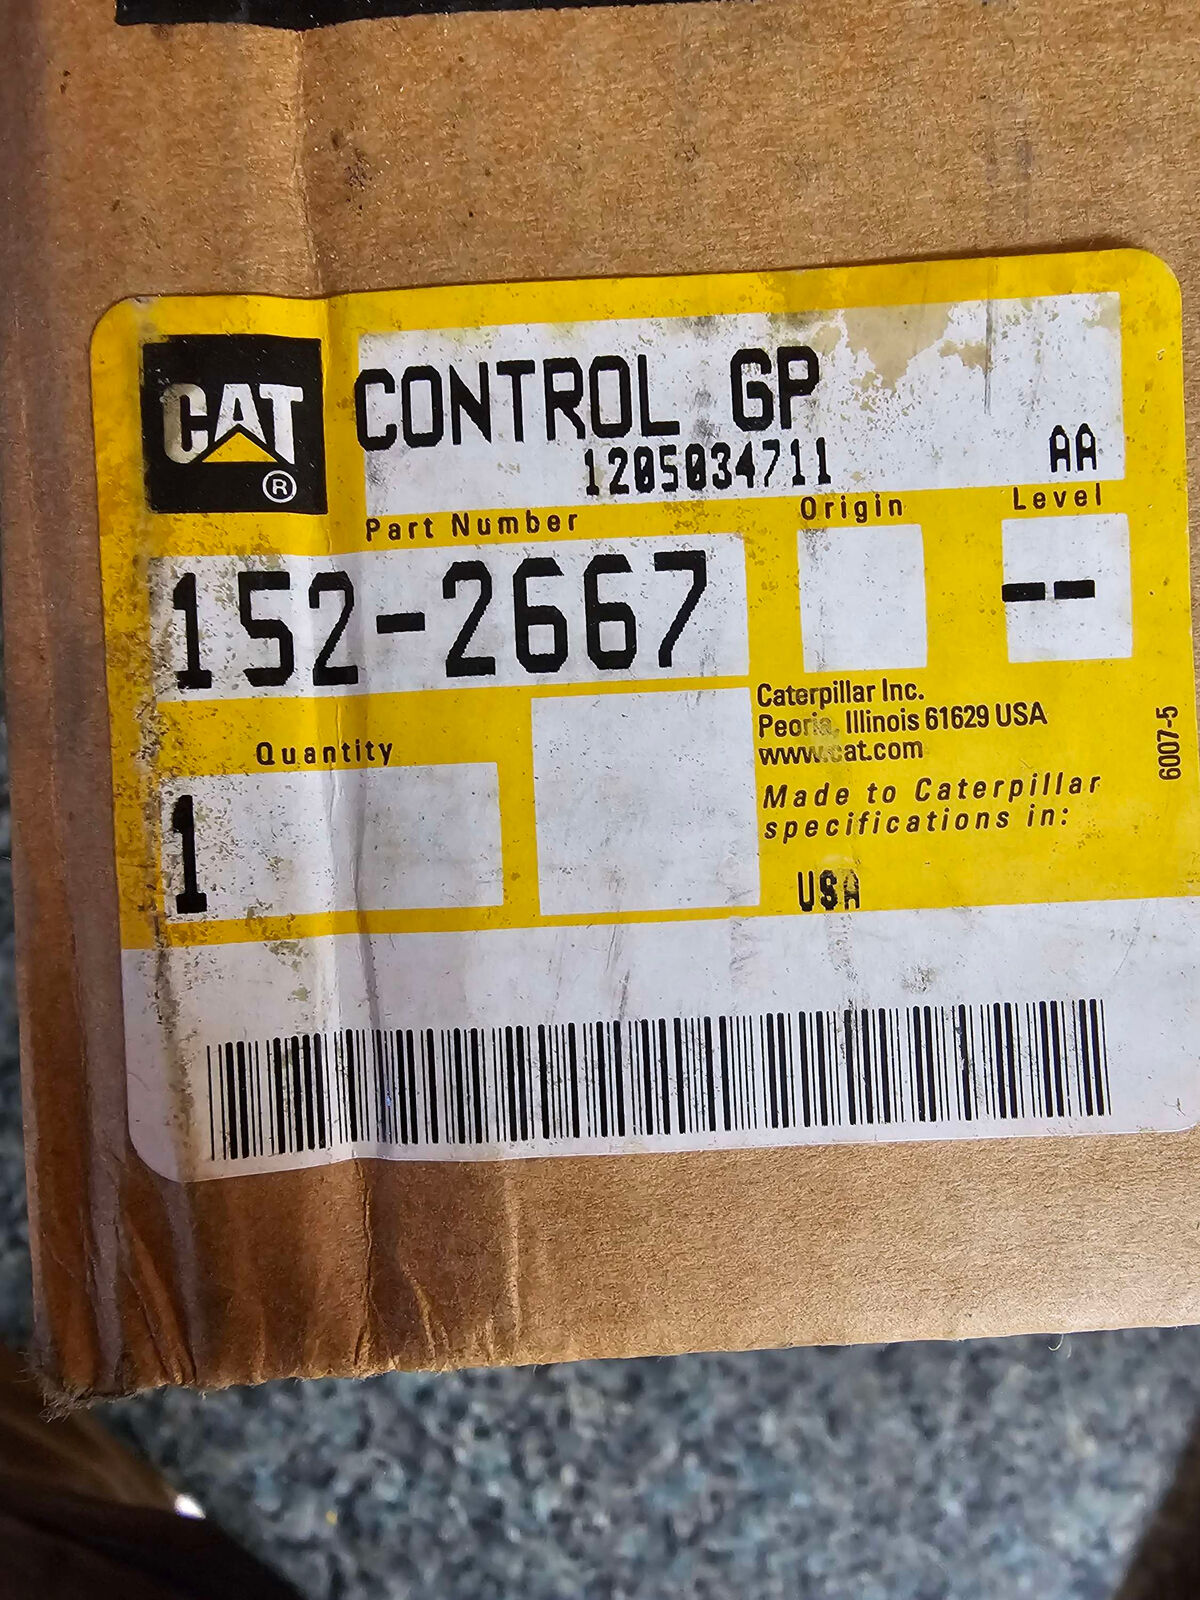 CAT
®
CONTROL GP
1205034711
AA
Part Number
Origin
Level
152-2667
--
Caterpillar Inc.
Peoria, Illinois 61629 USA
www.cat.com
Quantity
1
Made to Caterpillar
specifications in:
USA
6007-5